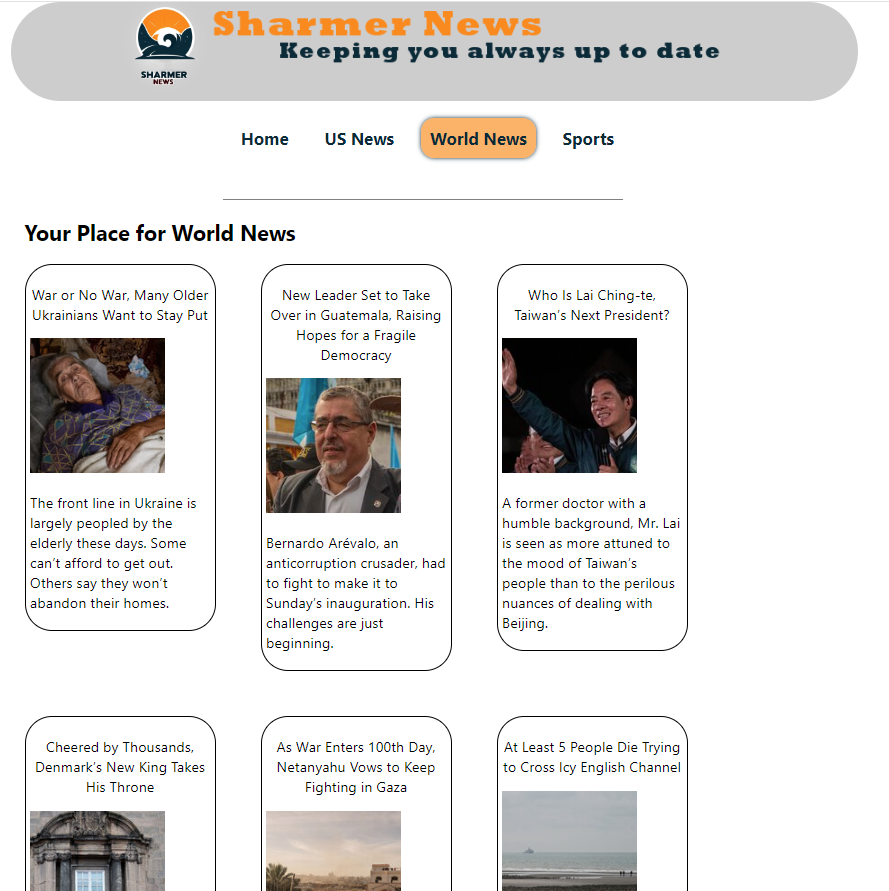 Sharmer News
Keeping you always up to date
SHARMER
NEWS
Home US News World News Sports
Your Place for World News
War or No War, Many Older
Ukrainians Want to Stay Put
The front line in Ukraine is
largely peopled by the
elderly these days. Some
can’t afford to get out.
Others say they won’t
abandon their homes.
New Leader Set to Take
Over in Guatemala, Raising
Hopes for a Fragile
Democracy
Bernardo Arévalo, an
anticorruption crusader, had
to fight to make it to
Sunday’s inauguration. His
challenges are just
beginning.
Who Is Lai Ching-te,
Taiwan’s Next President?
A former doctor with a
humble background, Mr. Lai
is seen as more attuned to
the mood of Taiwan’s
people than to the perilous
nuances of dealing with
Beijing.
Cheered by Thousands,
Denmark’s New King Takes
His Throne
As War Enters 100th Day,
Netanyahu Vows to Keep
Fighting in Gaza
At Least 5 People Die Trying
to Cross Icy English Channel